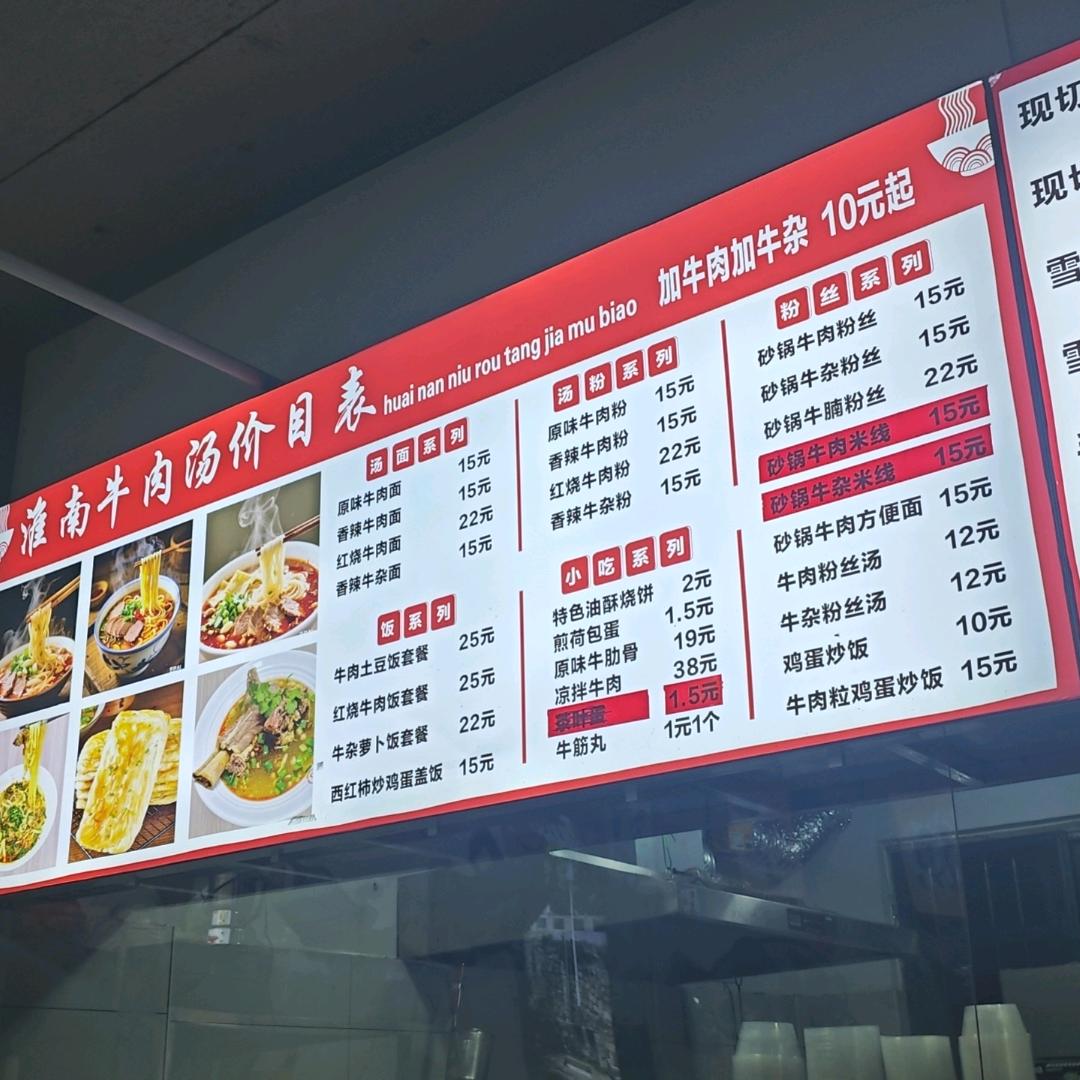 淮南牛肉汤价目表 huai nan niu rou tang jia mu biao 加牛肉加牛杂 10元起
汤面系列
原味牛肉面 15元
香辣牛肉面 15元
红烧牛肉面 22元
香辣牛杂面 15元
饭系列
牛肉土豆饭套餐 25元
红烧牛肉饭套餐 25元
牛杂萝卜饭套餐 22元
西红柿炒鸡蛋盖饭 15元
汤粉系列
原味牛肉粉 15元
香辣牛肉粉 15元
红烧牛肉粉 22元
香辣牛杂粉 15元
小吃系列
特色油酥烧饼 2元
煎荷包蛋 1.5元
原味牛肋骨 19元
凉拌牛肉 38元
茶叶蛋 1.5元
牛筋丸 1元1个
粉丝系列
砂锅牛肉粉丝 15元
砂锅牛杂粉丝 15元
砂锅牛腩粉丝 22元
砂锅牛肉米线 15元
砂锅牛杂米线 15元
砂锅牛肉方便面 15元
牛肉粉丝汤 12元
牛杂粉丝汤 12元
鸡蛋炒饭 10元
牛肉粒鸡蛋炒饭 15元
现切
现
雪